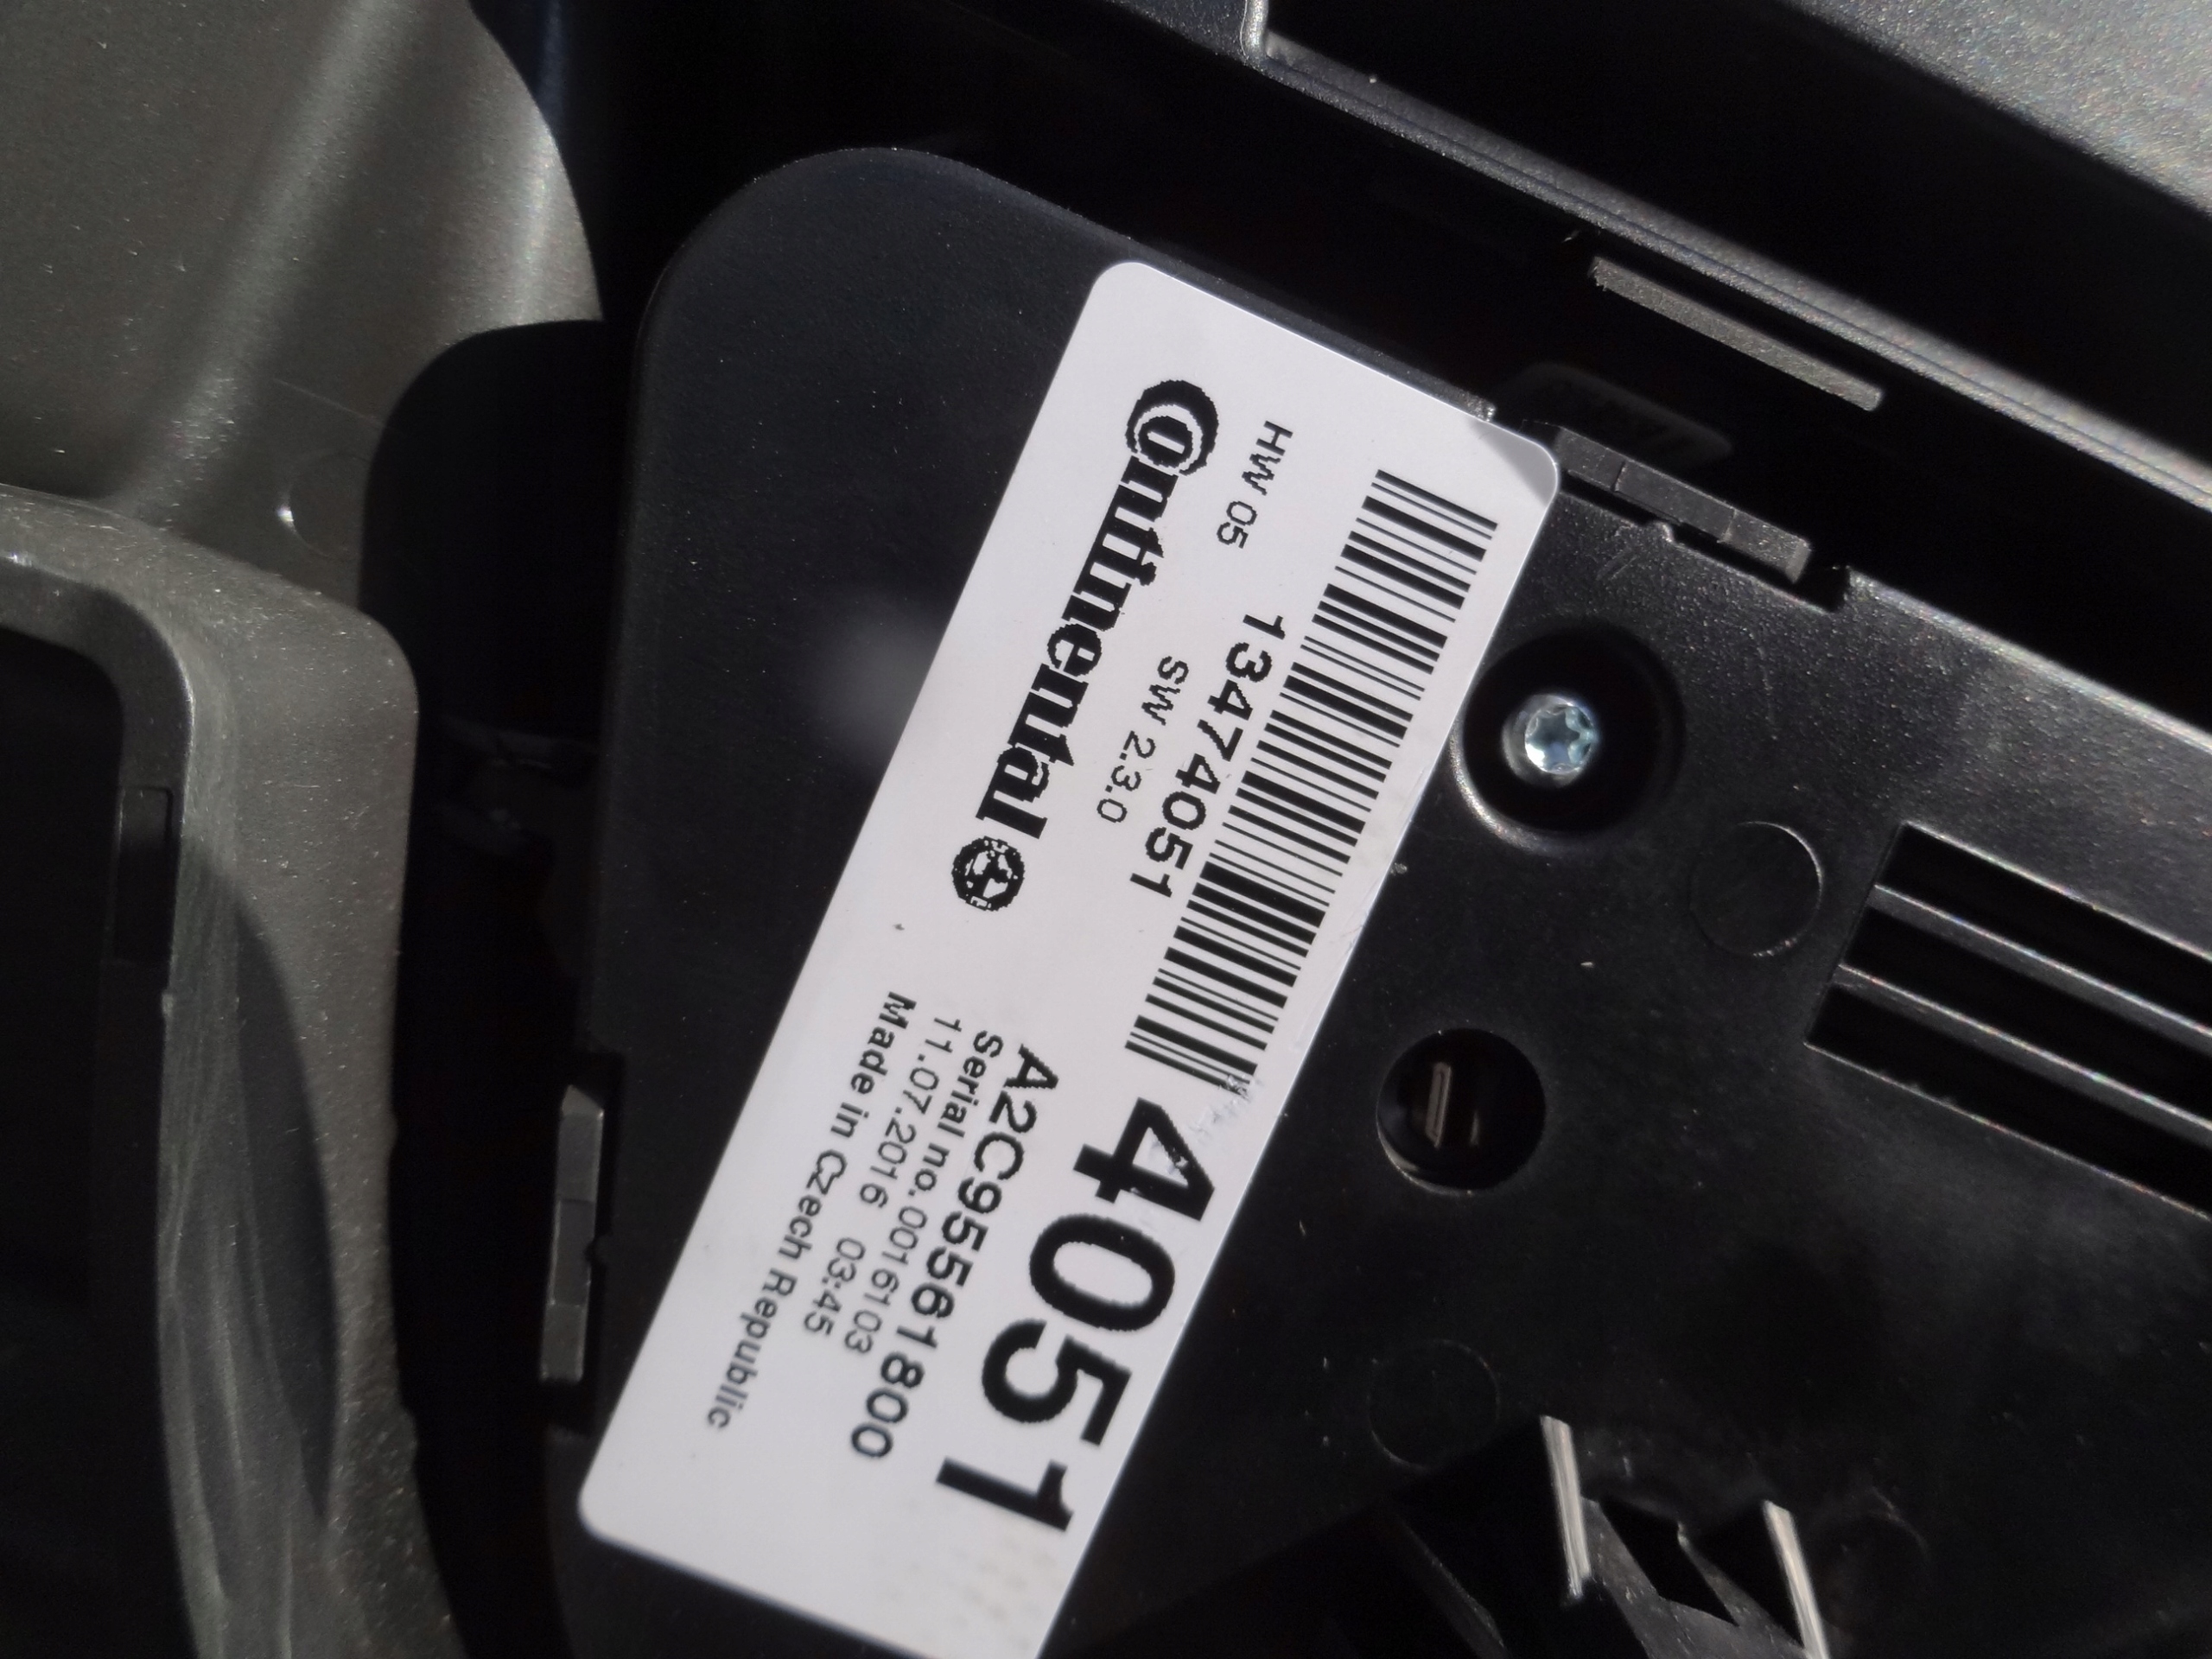 13474051
4051
HW 05
SW 2.3.0
Continental
A2C95561800
Serial no.0016103
11.07.2016 03:45
Made in Czech Republic